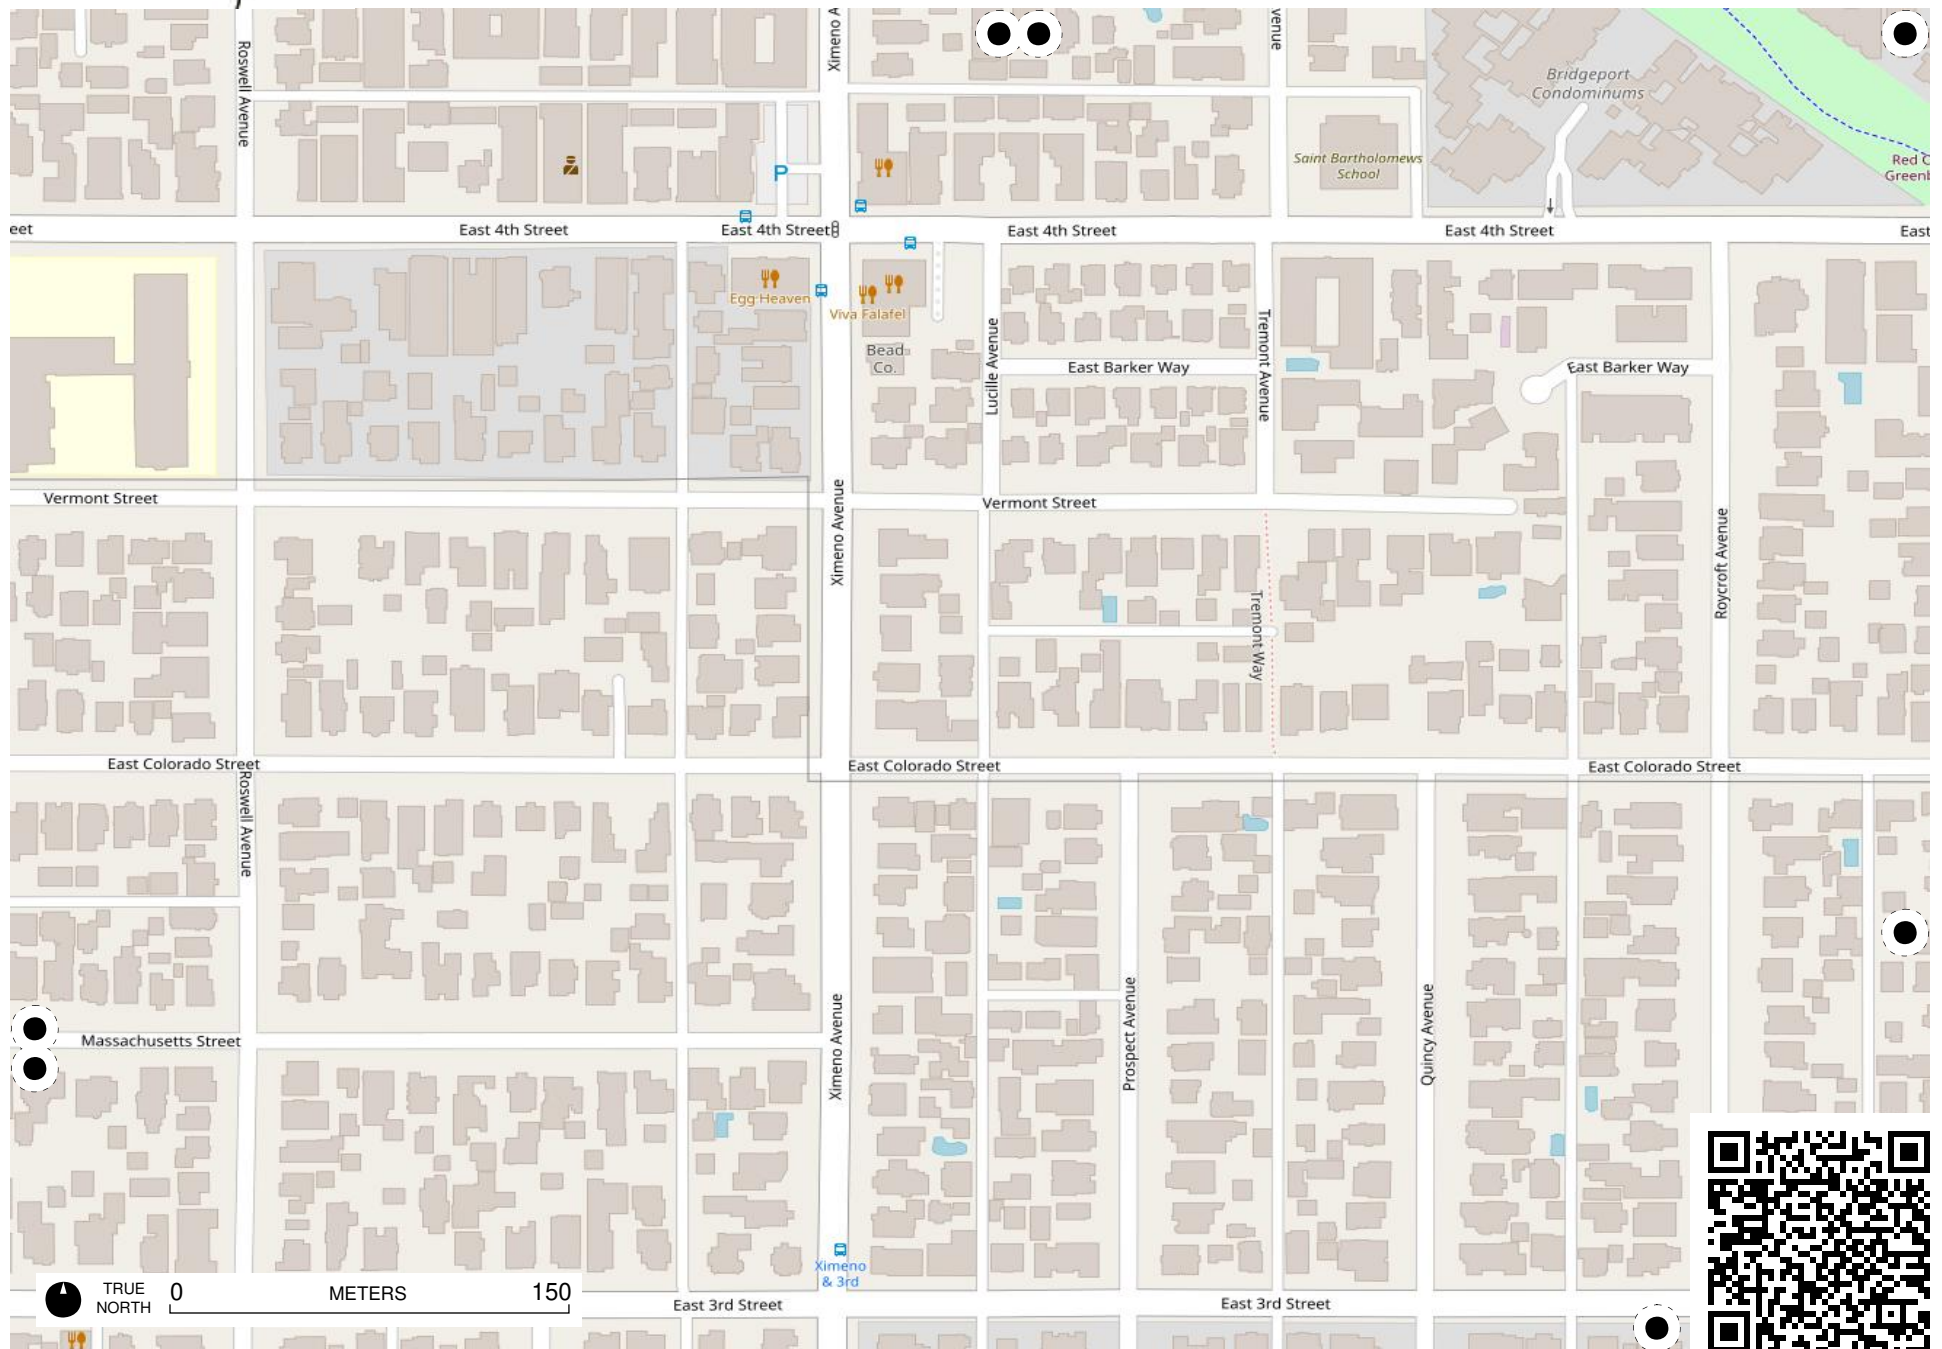 Ximeno A
venue
Roswell Avenue
Bridgeport
Condominums
Saint Bartholomews
School
Red C
Greenb
P
eet
East 4th Street
East 4th Street
East 4th Street
East 4th Street
East
Egg Heaven
Viva Falafel
Bead
Co.
Lucille Avenue
Tremont Avenue
East Barker Way
East Barker Way
Vermont Street
Ximeno Avenue
Vermont Street
Roycroft Avenue
Tremont Way
East Colorado Street
East Colorado Street
East Colorado Street
Roswell Avenue
Massachusetts Street
Ximeno Avenue
Prospect Avenue
Quincy Avenue
Ximeno
& 3rd
TRUE
NORTH
0 METERS 150
East 3rd Street
East 3rd Street